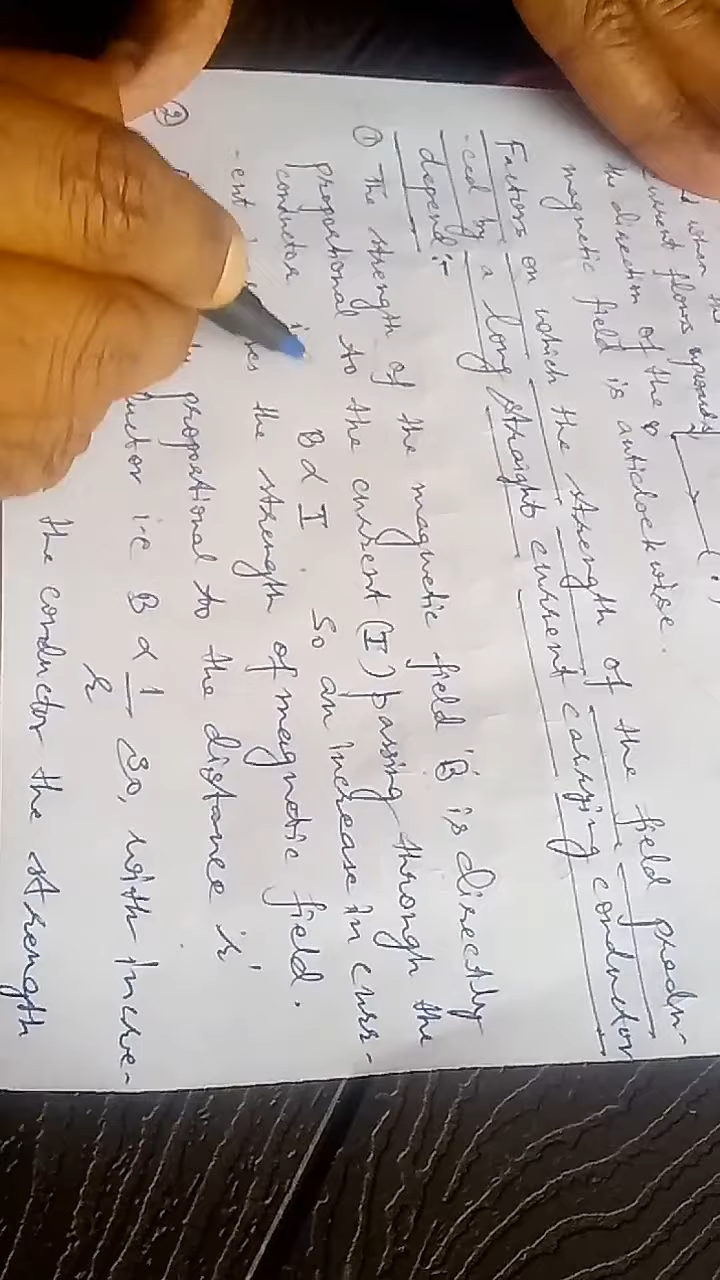 when the
current flows upwards
the direction of the
magnetic field is anticlockwise.
Factors on which the strength of the field produ-
-ced by a long straight current carrying conductor
depend :-
① The strength of the magnetic field 'B' is directly
proportional to the current (I) passing through the
conductor B α I. So an increase in curr-
-ent the strength of magnetic field.
② proportional to the distance 'r'
i.e B α 1/r So, with incre-
the conductor the strength